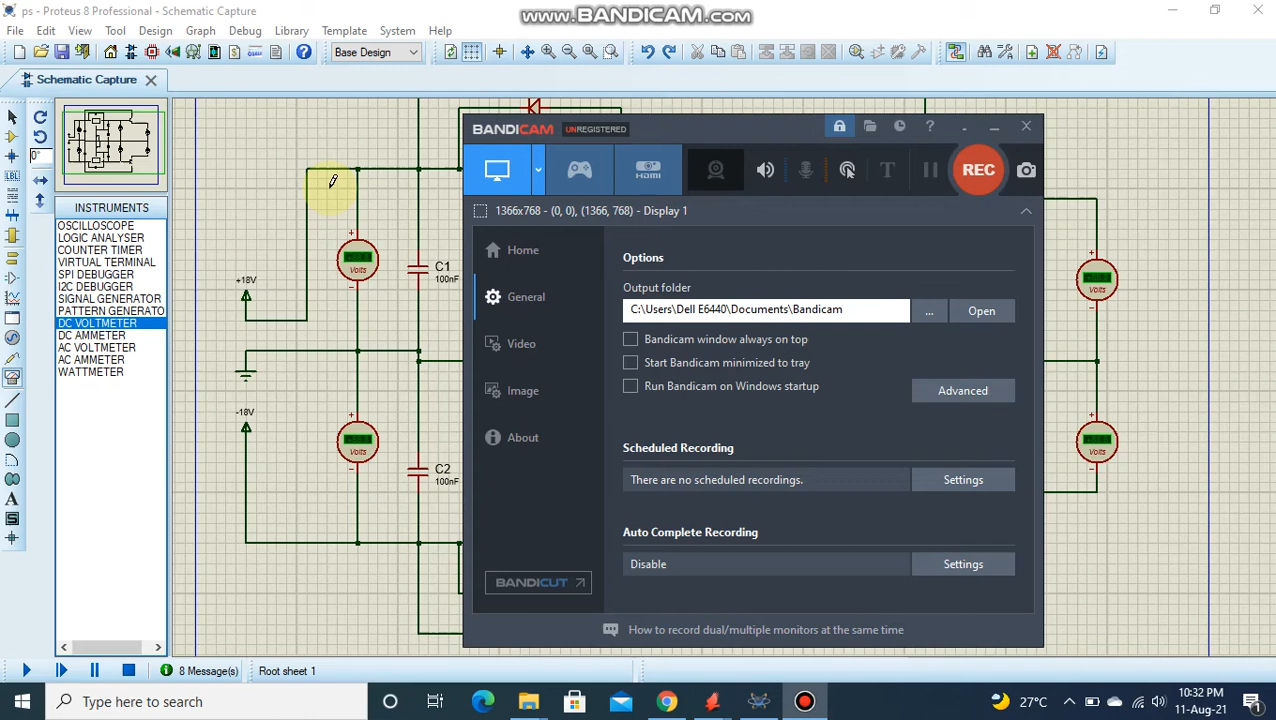 ps - Proteus 8 Professional - Schematic Capture
www.BANDICAM.com
File Edit View Tool Design Graph Debug Library Template System Help
Base Design
Schematic Capture
INSTRUMENTS
OSCILLOSCOPE
LOGIC ANALYSER
COUNTER TIMER
VIRTUAL TERMINAL
SPI DEBUGGER
I2C DEBUGGER
SIGNAL GENERATOR
PATTERN GENERATO
DC VOLTMETER
DC AMMETER
AC VOLTMETER
AC AMMETER
WATTMETER
0°
LBL
A
+18V
-18V
+
Volts
-
+
Volts
-
C1
100nF
C2
100nF
BANDICAM UNREGISTERED
HDMI
T
REC
1366x768 - (0, 0), (1366, 768) - Display 1
Home
General
Video
Image
About
BANDICUT
Options
Output folder
C:\Users\Dell E6440\Documents\Bandicam
... Open
Bandicam window always on top
Start Bandicam minimized to tray
Run Bandicam on Windows startup
Advanced
Scheduled Recording
There are no scheduled recordings. Settings
Auto Complete Recording
Disable Settings
How to record dual/multiple monitors at the same time
+
Volts
-
+
Volts
-
8 Message(s) Root sheet 1
Type here to search
27°C
10:32 PM
11-Aug-21
1